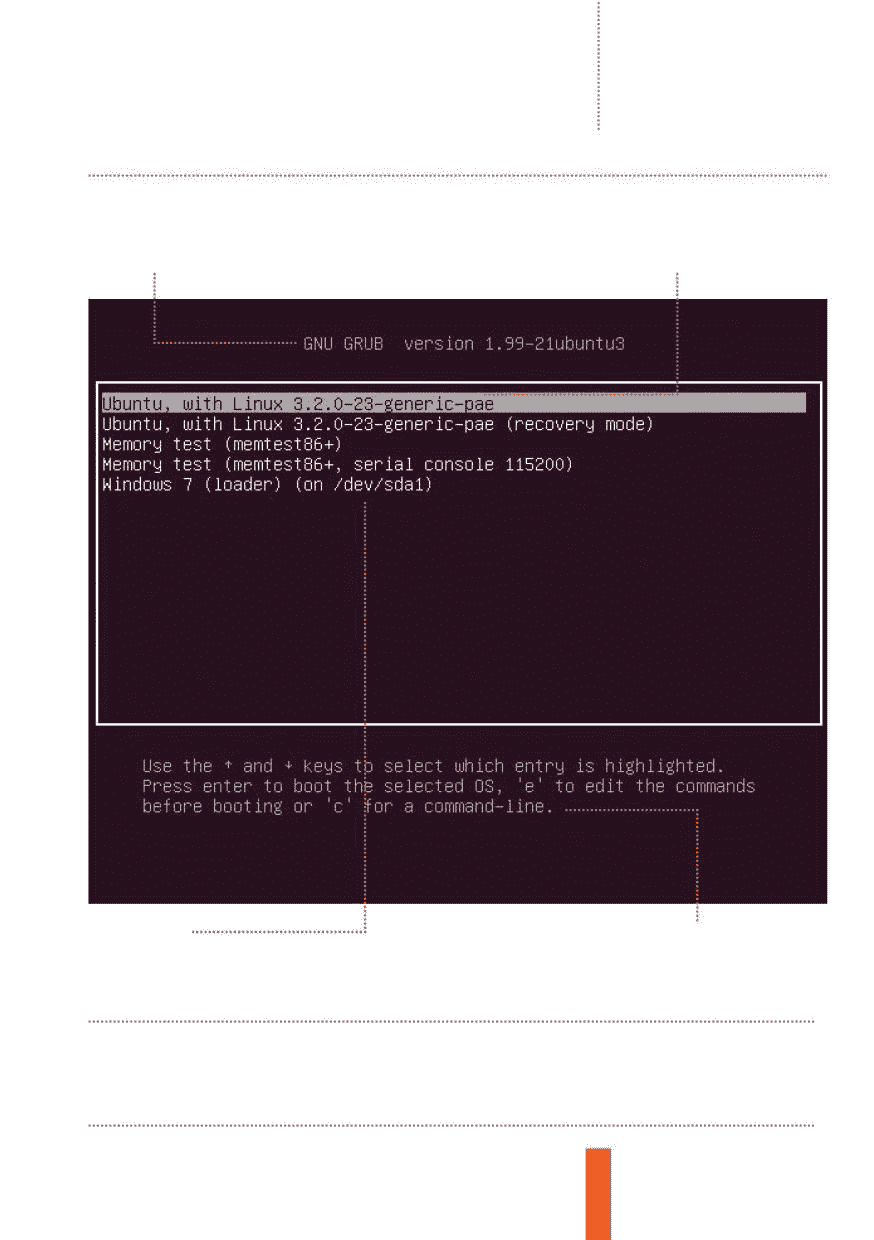 GNU GRUB  version 1.99-21ubuntu3
Ubuntu, with Linux 3.2.0-23-generic-pae
Ubuntu, with Linux 3.2.0-23-generic-pae (recovery mode)
Memory test (memtest86+)
Memory test (memtest86+, serial console 115200)
Windows 7 (loader) (on /dev/sda1)
Use the ↑ and ↓ keys to select which entry is highlighted.
Press enter to boot the selected OS, 'e' to edit the commands
before booting or 'c' for a command-line.